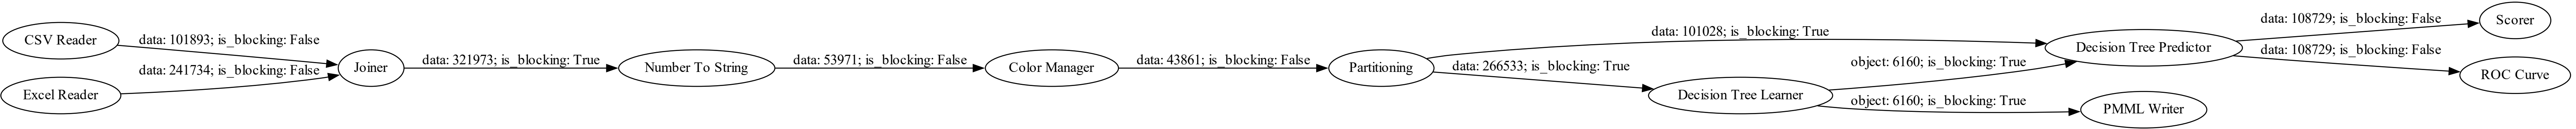 CSV Reader
data: 101893; is_blocking: False
Excel Reader
data: 241734; is_blocking: False
Joiner
data: 321973; is_blocking: True
Number To String
data: 53971; is_blocking: False
Color Manager
data: 43861; is_blocking: False
Partitioning
data: 101028; is_blocking: True
data: 266533; is_blocking: True
Decision Tree Learner
object: 6160; is_blocking: True
object: 6160; is_blocking: True
Decision Tree Predictor
PMML Writer
data: 108729; is_blocking: False
data: 108729; is_blocking: False
Scorer
ROC Curve